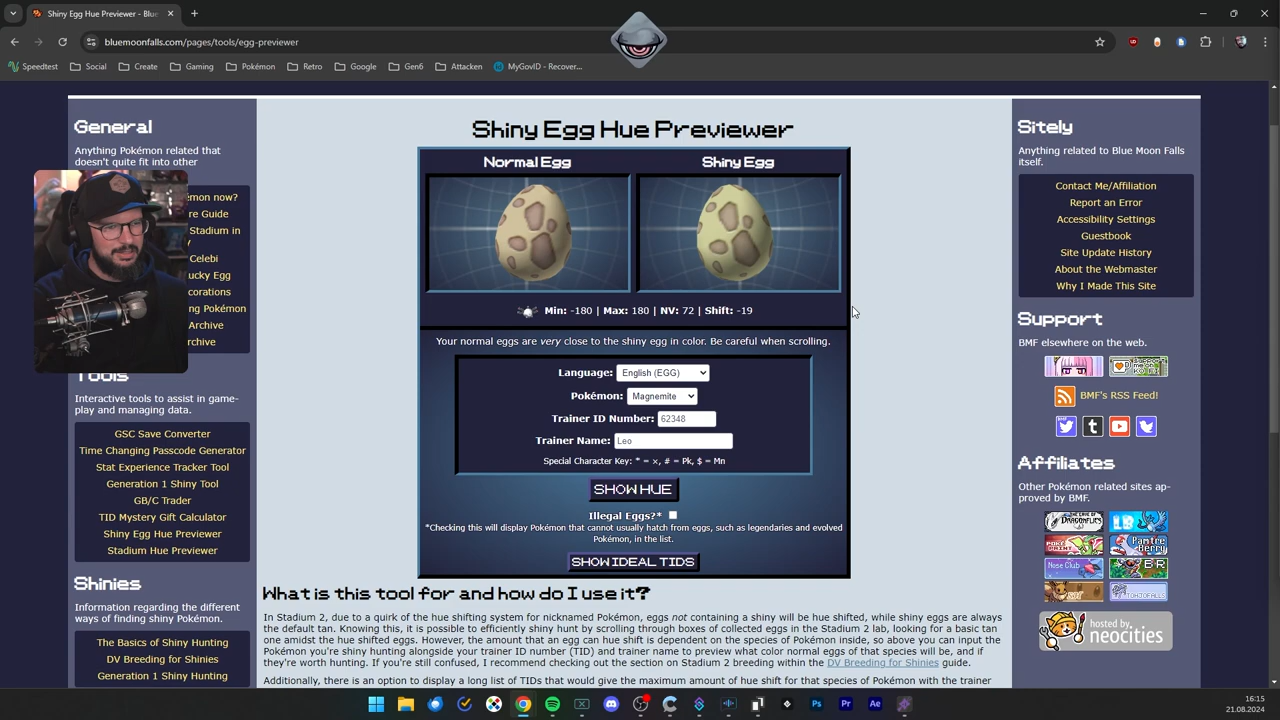 Shiny Egg Hue Previewer - Blue
bluemoonfalls.com/pages/tools/egg-previewer
Speedtest
Social
Create
Gaming
Pokémon
Retro
Google
Gen6
Attacken
MyGovID - Recover...
General
Anything Pokémon related that
doesn't quite fit into other
émon now?
re Guide
Stadium in
Celebi
ucky Egg
corations
ng Pokémon
Archive
rchive
Tools
Interactive tools to assist in game-
play and managing data.
GSC Save Converter
Time Changing Passcode Generator
Stat Experience Tracker Tool
Generation 1 Shiny Tool
GB/C Trader
TID Mystery Gift Calculator
Shiny Egg Hue Previewer
Stadium Hue Previewer
Shinies
Information regarding the different
ways of finding shiny Pokémon.
The Basics of Shiny Hunting
DV Breeding for Shinies
Generation 1 Shiny Hunting
Shiny Egg Hue Previewer
Normal Egg
Shiny Egg
Min: -180 | Max: 180 | NV: 72 | Shift: -19
Your normal eggs are very close to the shiny egg in color. Be careful when scrolling.
Language: English (EGG)
Pokémon: Magnemite
Trainer ID Number: 62348
Trainer Name: Leo
Special Character Key: * = ×, # = Pk, $ = Mn
SHOW HUE
Illegal Eggs?*
*Checking this will display Pokémon that cannot usually hatch from eggs, such as legendaries and evolved
Pokémon, in the list.
SHOW IDEAL TIDS
What is this tool for and how do I use it?
In Stadium 2, due to a quirk of the hue shifting system for nicknamed Pokémon, eggs not containing a shiny will be hue shifted, while shiny eggs are always
the default tan. Knowing this, it is possible to efficiently shiny hunt by scrolling through boxes of collected eggs in the Stadium 2 lab, looking for a basic tan
one amidst the hue shifted eggs. However, the amount that an egg can hue shift is dependent on the species of Pokémon inside, so above you can input the
Pokémon you're shiny hunting alongside your trainer ID number (TID) and trainer name to preview what color normal eggs of that species will be, and if
they're worth hunting. If you're still confused, I recommend checking out the section on Stadium 2 breeding within the DV Breeding for Shinies guide.
Additionally, there is an option to display a long list of TIDs that would give the maximum amount of hue shift for that species of Pokémon with the trainer
Sitely
Anything related to Blue Moon Falls
itself.
Contact Me/Affiliation
Report an Error
Accessibility Settings
Guestbook
Site Update History
About the Webmaster
Why I Made This Site
Support
BMF elsewhere on the web.
BMF's RSS Feed!
Affiliates
Other Pokémon related sites ap-
proved by BMF.
hosted by
neocities
16:15
21.08.2024